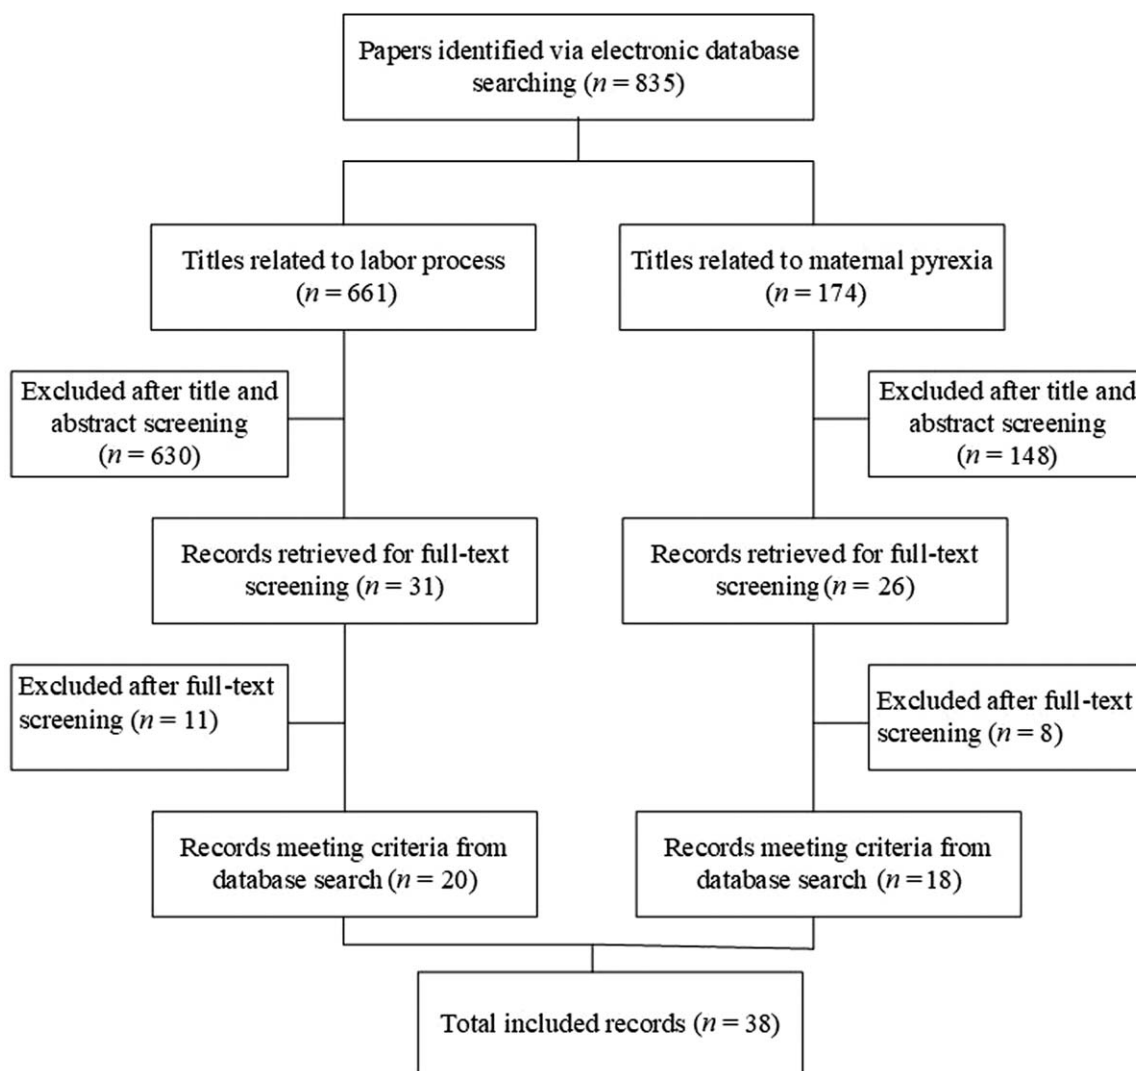 Papers identified via electronic database
searching (n = 835)
Titles related to labor process
(n = 661)
Titles related to maternal pyrexia
(n = 174)
Excluded after title and
abstract screening
(n = 630)
Excluded after title and
abstract screening
(n = 148)
Records retrieved for full-text
screening (n = 31)
Records retrieved for full-text
screening (n = 26)
Excluded after full-text
screening (n = 11)
Excluded after full-text
screening (n = 8)
Records meeting criteria from
database search (n = 20)
Records meeting criteria from
database search (n =18)
Total included records (n = 38)